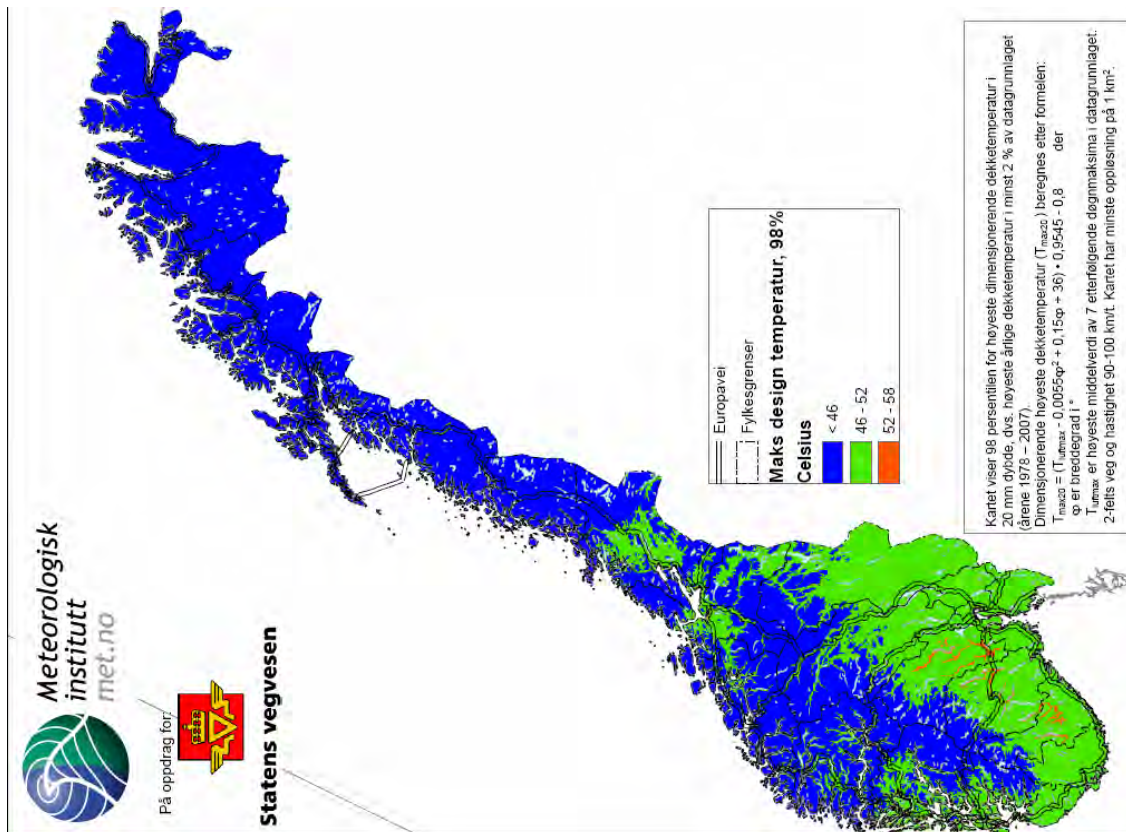 Meteorologisk
institutt
met.no
På oppdrag for:
Statens vegvesen
Europavei
Fylkesgrenser
Maks design temperatur, 98%
Celsius
< 46
46 - 52
52 - 58
Kartet viser 98 persentilen for høyeste dimensjonerende dekketemperatur i
20 mm dybde, dvs. høyeste årlige dekketemperatur i minst 2 % av datagrunnlaget
(årene 1978 – 2007).
Dimensjonerende høyeste dekketemperatur (Tmax20) beregnes etter formelen:
Tmax20 = (Tluftmax - 0,0055φ² + 0,15φ + 36) • 0,9545 - 0,8 der
φ er breddegrad i °
Tluftmax er høyeste middelverdi av 7 etterfølgende døgnmaksima i datagrunnlaget.
2-felts veg og hastighet 90-100 km/t. Kartet har minste oppløsning på 1 km².